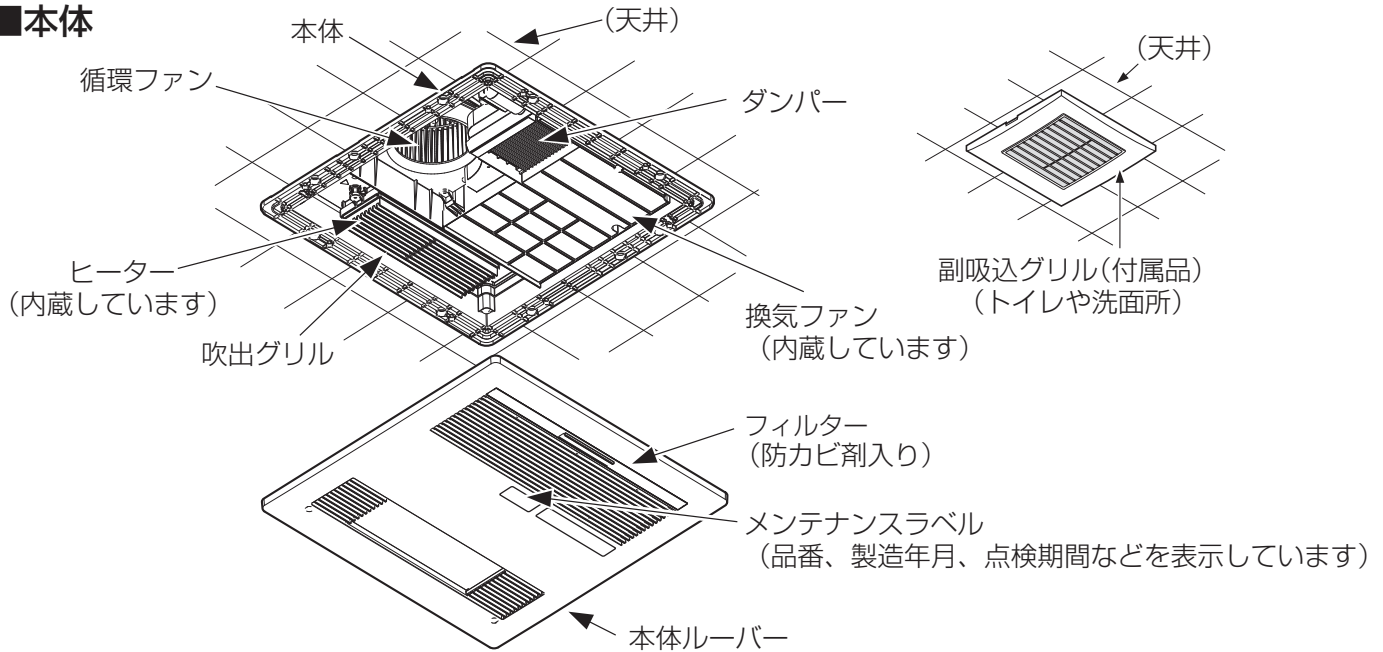 ■本体
本体
(天井)
循環ファン
ダンパー
ヒーター
(内蔵しています)
吹出グリル
換気ファン
(内蔵しています)
(天井)
副吸込グリル(付属品)
(トイレや洗面所)
フィルター
(防カビ剤入り)
メンテナンスラベル
(品番、製造年月、点検期間などを表示しています)
本体ルーバー